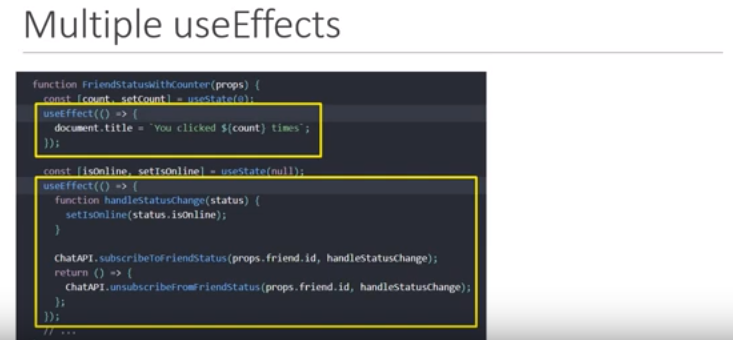 Multiple useEffects
function FriendStatusWithCounter(props) {
const [count, setCount] = useState(0);
useEffect(() => {
document.title = `You clicked ${count} times`;
});
const [isOnline, setIsOnline] = useState(null);
useEffect(() => {
function handleStatusChange(status) {
setIsOnline(status.isOnline);
}
ChatAPI.subscribeToFriendStatus(props.friend.id, handleStatusChange);
return () => {
ChatAPI.unsubscribeFromFriendStatus(props.friend.id, handleStatusChange);
};
});
// ...